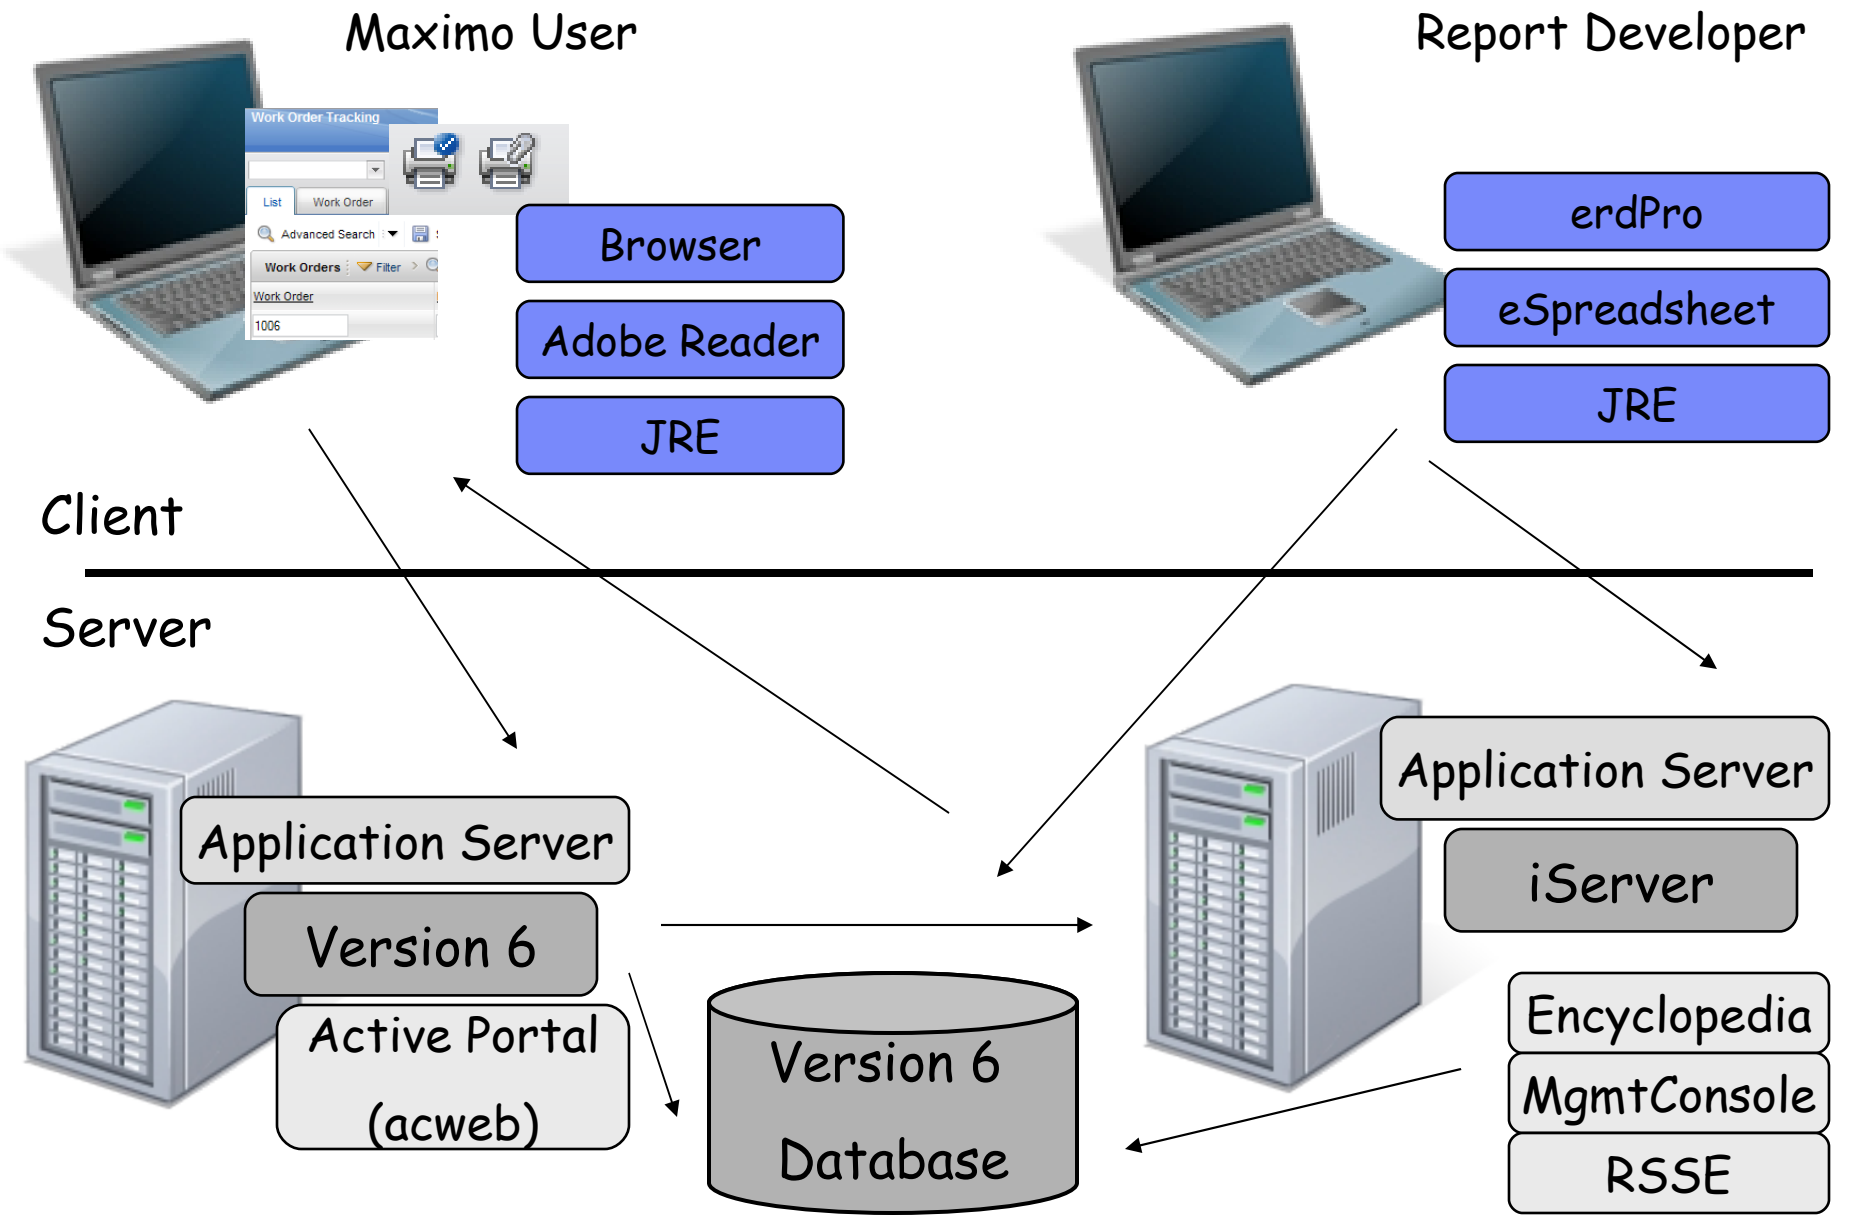 Maximo User
Report Developer
Work Order Tracking
List Work Order
Advanced Search
Work Orders Filter
Work Order
1006
Browser
Adobe Reader
JRE
erdPro
eSpreadsheet
JRE
Client
Server
Application Server
Version 6
Active Portal
(acweb)
Version 6
Database
Application Server
iServer
Encyclopedia
MgmtConsole
RSSE